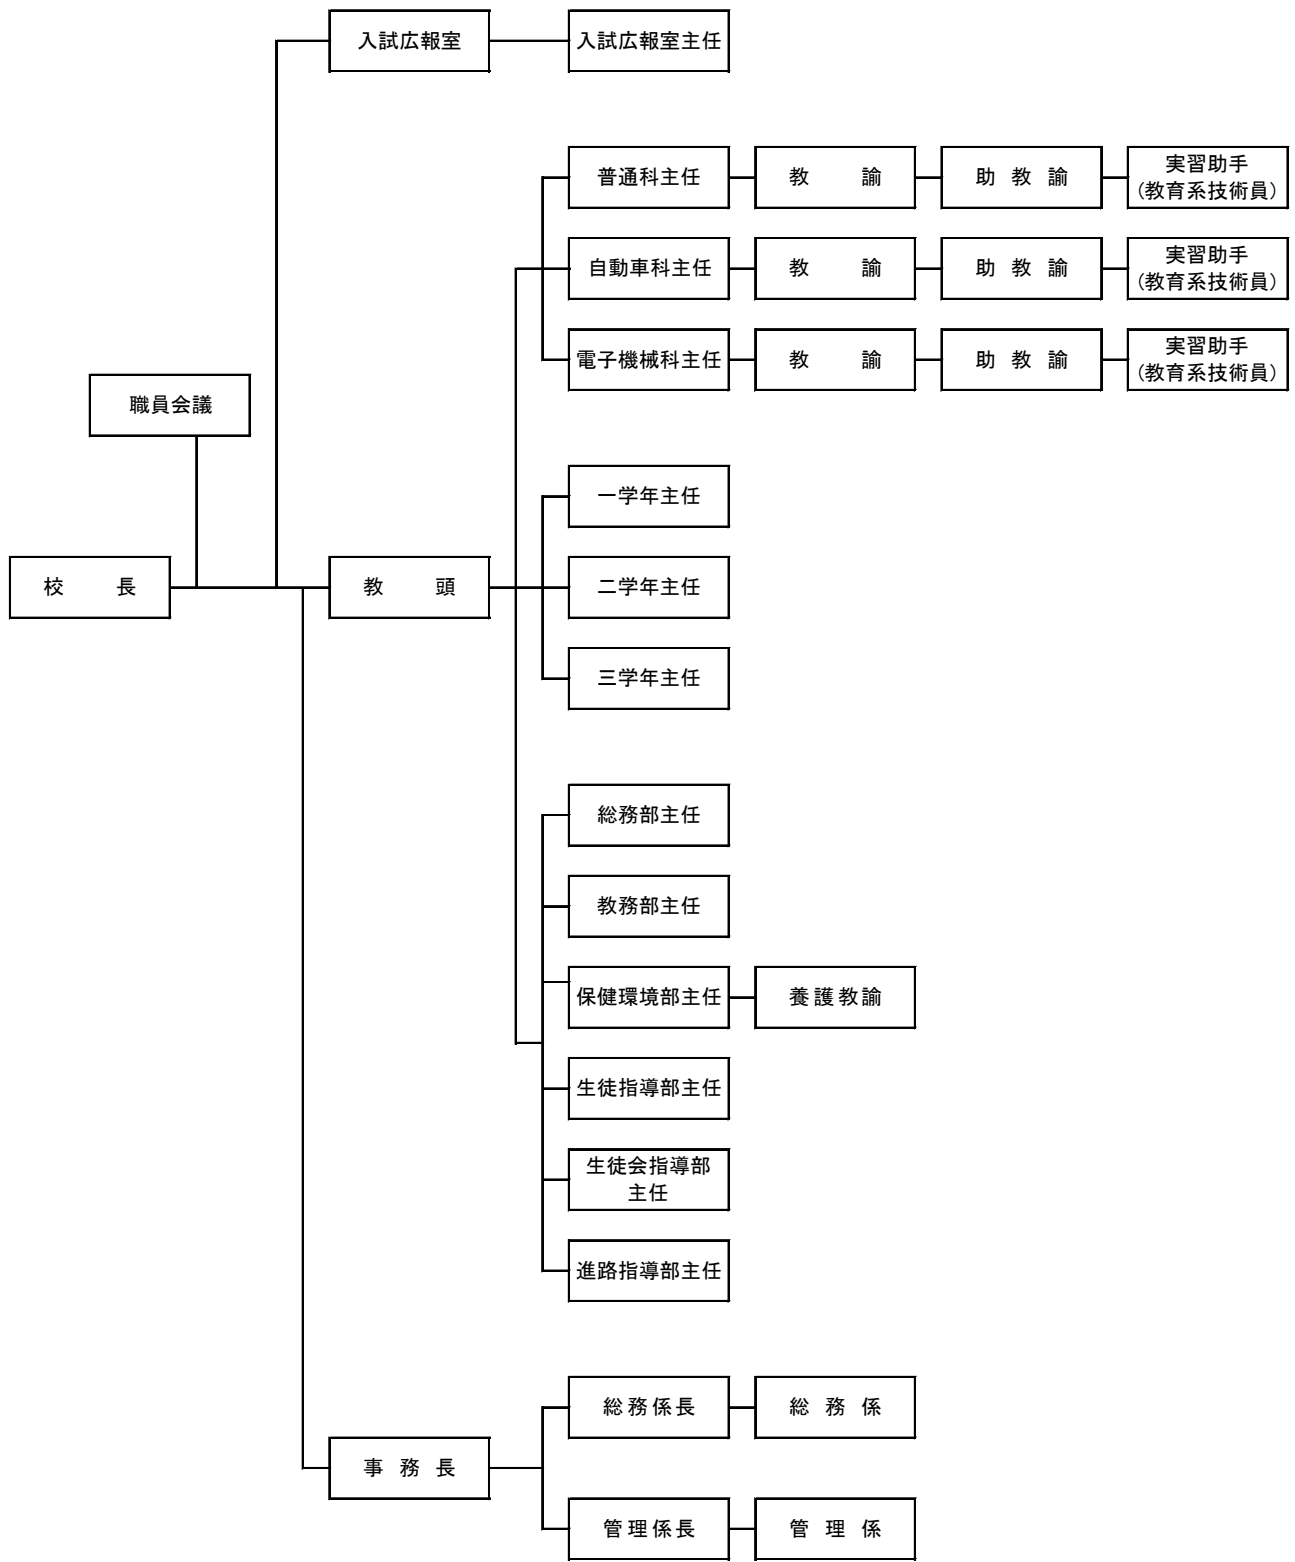 入試広報室
入試広報室主任
普通科主任
教　　諭
助 教 諭
実習助手
(教育系技術員)
自動車科主任
教　　諭
助 教 諭
実習助手
(教育系技術員)
電子機械科主任
教　　諭
助 教 諭
実習助手
(教育系技術員)
職員会議
一学年主任
校　　長
教　　頭
二学年主任
三学年主任
総務部主任
教務部主任
保健環境部主任
養護教諭
生徒指導部主任
生徒会指導部
主任
進路指導部主任
総務係長
総 務 係
事 務 長
管理係長
管 理 係